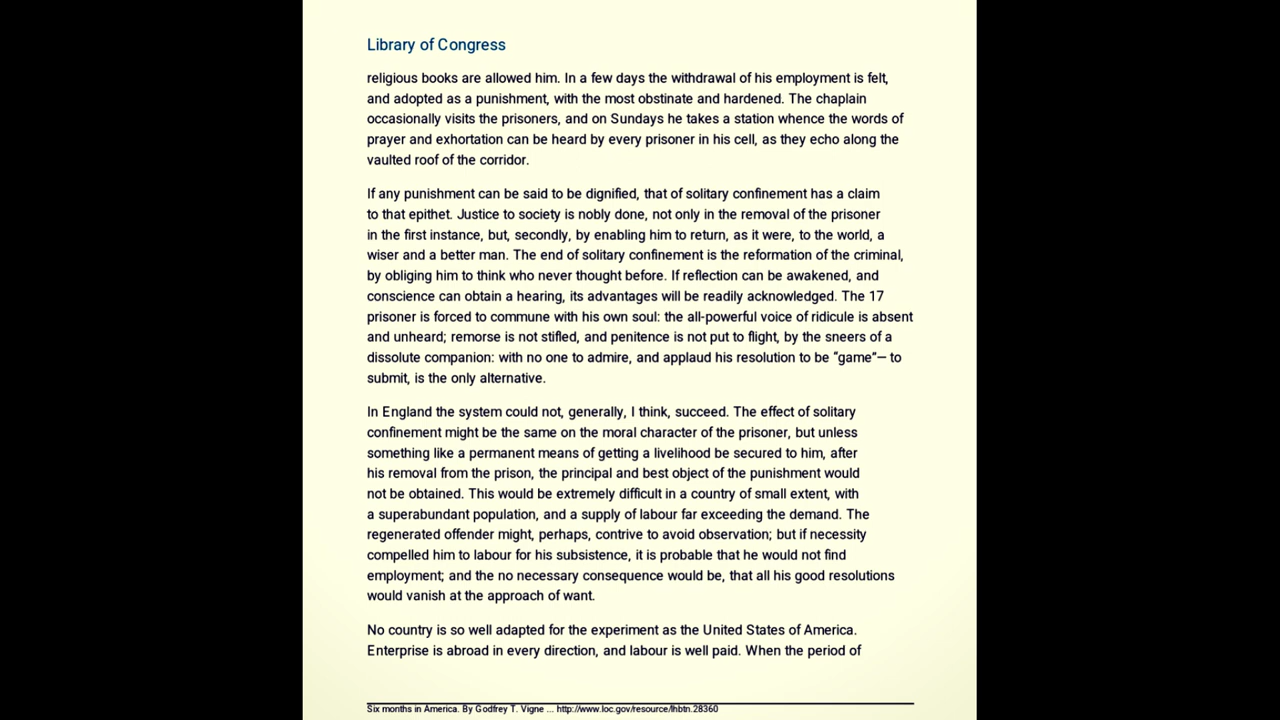 Library of Congress
religious books are allowed him. In a few days the withdrawal of his employment is felt,
and adopted as a punishment, with the most obstinate and hardened. The chaplain
occasionally visits the prisoners, and on Sundays he takes a station whence the words of
prayer and exhortation can be heard by every prisoner in his cell, as they echo along the
vaulted roof of the corridor.
If any punishment can be said to be dignified, that of solitary confinement has a claim
to that epithet. Justice to society is nobly done, not only in the removal of the prisoner
in the first instance, but, secondly, by enabling him to return, as it were, to the world, a
wiser and a better man. The end of solitary confinement is the reformation of the criminal,
by obliging him to think who never thought before. If reflection can be awakened, and
conscience can obtain a hearing, its advantages will be readily acknowledged. The 17
prisoner is forced to commune with his own soul: the all-powerful voice of ridicule is absent
and unheard; remorse is not stifled, and penitence is not put to flight, by the sneers of a
dissolute companion: with no one to admire, and applaud his resolution to be “game”— to
submit, is the only alternative.
In England the system could not, generally, I think, succeed. The effect of solitary
confinement might be the same on the moral character of the prisoner, but unless
something like a permanent means of getting a livelihood be secured to him, after
his removal from the prison, the principal and best object of the punishment would
not be obtained. This would be extremely difficult in a country of small extent, with
a superabundant population, and a supply of labour far exceeding the demand. The
regenerated offender might, perhaps, contrive to avoid observation; but if necessity
compelled him to labour for his subsistence, it is probable that he would not find
employment; and the no necessary consequence would be, that all his good resolutions
would vanish at the approach of want.
No country is so well adapted for the experiment as the United States of America.
Enterprise is abroad in every direction, and labour is well paid. When the period of
Six months in America. By Godfrey T. Vigne ... http://www.loc.gov/resource/lhbtn.28360